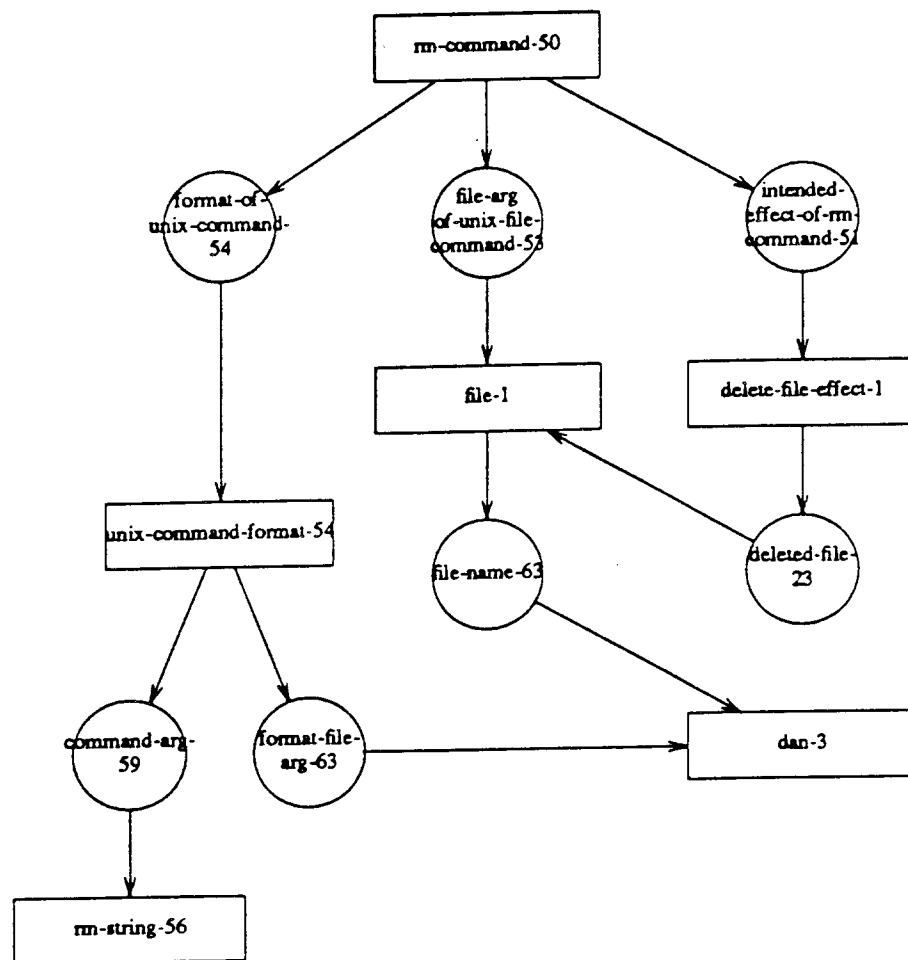 rm-command-50
format-of-
unix-command-
54
file-arg
of-unix-file-
command-53
intended-
effect-of-rm-
command-51
file-1
delete-file-effect-1
unix-command-format-54
file-name-63
deleted-file-
23
command-arg-
59
format-file-
arg-63
dan-3
rm-string-56